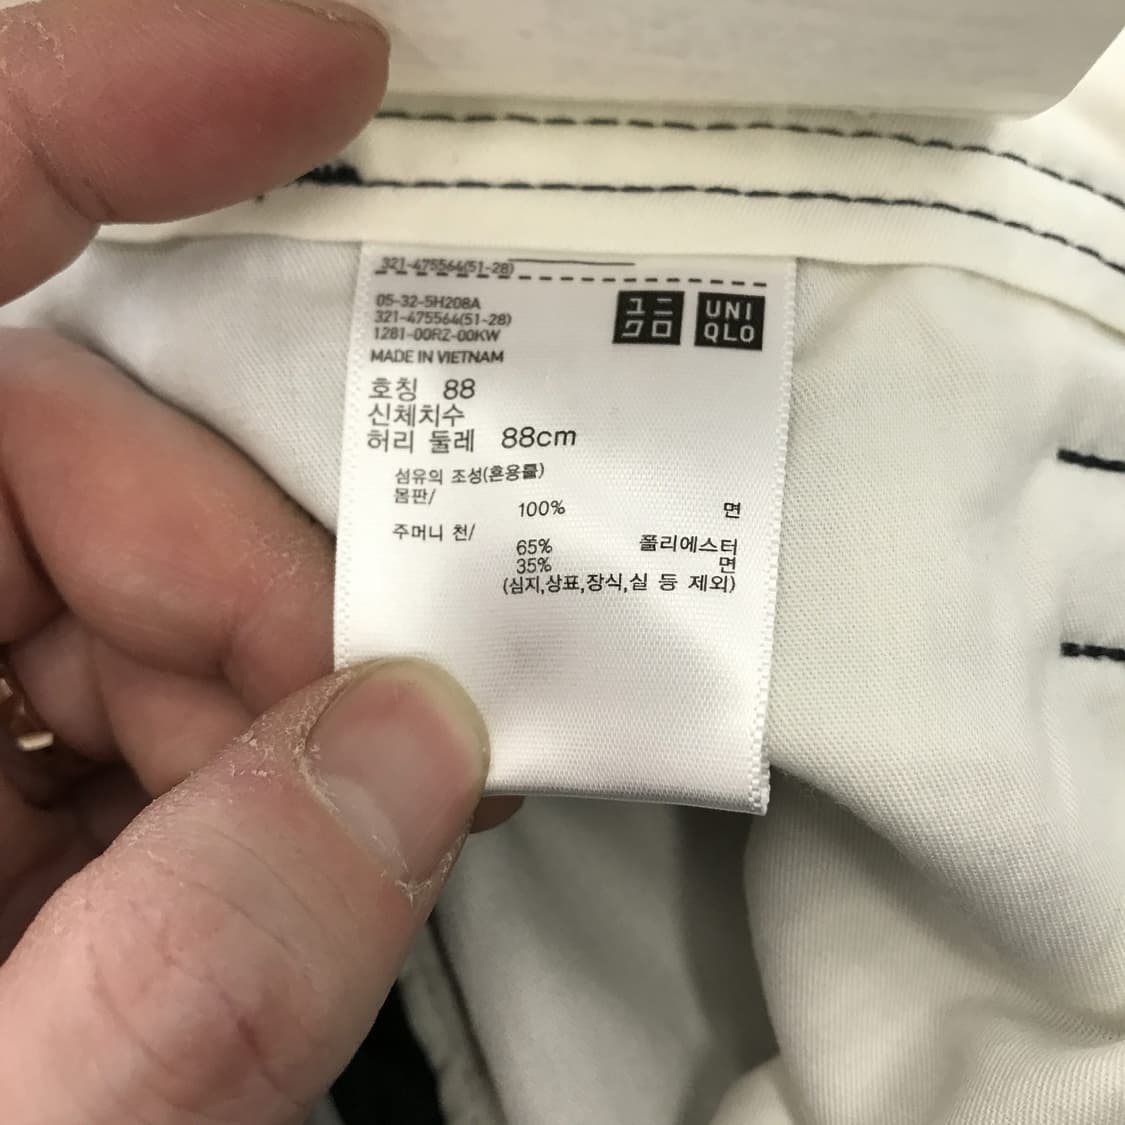 321-475564(51-28)
05-32-5H208A
321-475564(51-28)
1281-00RZ-00KW
MADE IN VIETNAM
ユニ
クロ
UNI
QLO
호칭 88
신체치수
허리 둘레 88cm
섬유의 조성(혼용률)
몸판/
100% 면
주머니 천/
65% 폴리에스터
35% 면
(심지,상표,장식,실 등 제외)